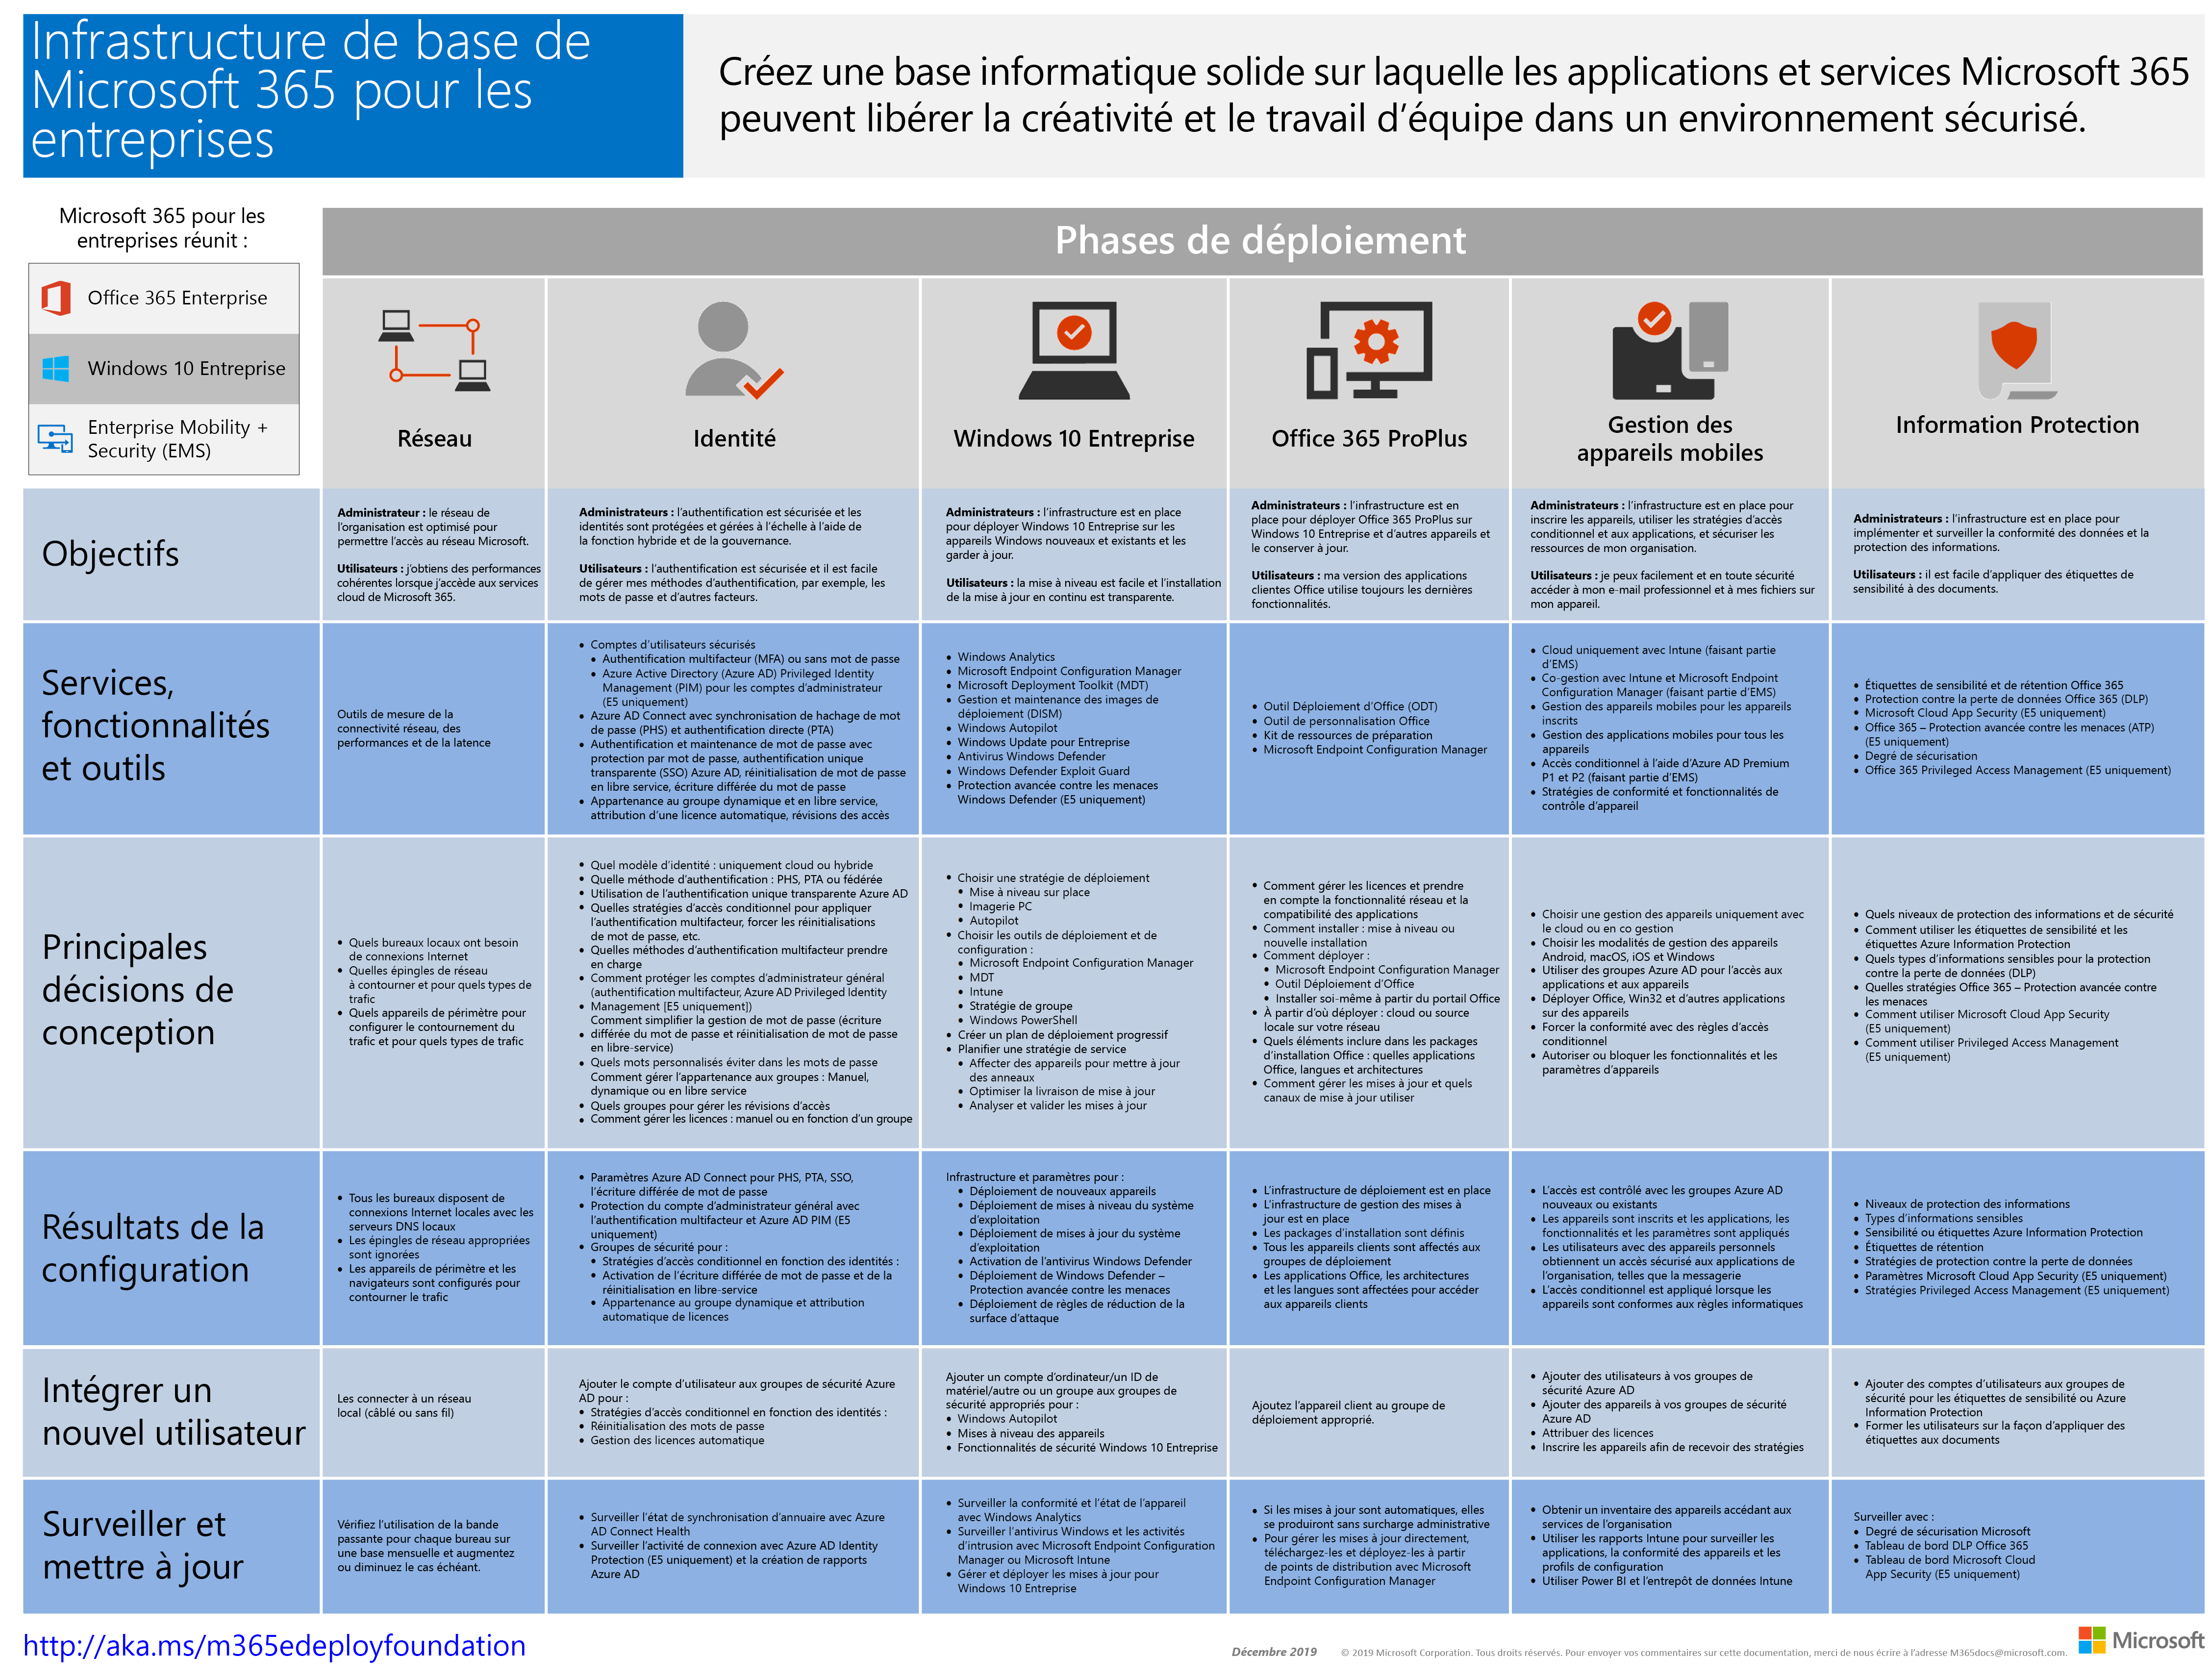 Infrastructure de base de
Microsoft 365 pour les
entreprises
Créez une base informatique solide sur laquelle les applications et services Microsoft 365
peuvent libérer la créativité et le travail d’équipe dans un environnement sécurisé.
Microsoft 365 pour les
entreprises réunit :
Office 365 Enterprise
Windows 10 Entreprise
Enterprise Mobility +
Security (EMS)
Phases de déploiement
Réseau
Identité
Windows 10 Entreprise
Office 365 ProPlus
Gestion des
appareils mobiles
Information Protection
Objectifs
Administrateur : le réseau de
l’organisation est optimisé pour
permettre l’accès au réseau Microsoft.
Utilisateurs : j’obtiens des performances
cohérentes lorsque j’accède aux services
cloud de Microsoft 365.
Administrateurs : l’authentification est sécurisée et les
identités sont protégées et gérées à l’échelle à l’aide de
la fonction hybride et de la gouvernance.
Utilisateurs : l’authentification est sécurisée et il est facile
de gérer mes méthodes d’authentification, par exemple, les
mots de passe et d’autres facteurs.
Administrateurs : l’infrastructure est en place
pour déployer Windows 10 Entreprise sur les
appareils Windows nouveaux et existants et les
garder à jour.
Utilisateurs : la mise à niveau est facile et l’installation
de la mise à jour en continu est transparente.
Administrateurs : l’infrastructure est en
place pour déployer Office 365 ProPlus sur
Windows 10 Entreprise et d’autres appareils et
le conserver à jour.
Utilisateurs : ma version des applications
clientes Office utilise toujours les dernières
fonctionnalités.
Administrateurs : l’infrastructure est en place pour
inscrire les appareils, utiliser les stratégies d’accès
conditionnel et aux applications, et sécuriser les
ressources de mon organisation.
Utilisateurs : je peux facilement et en toute sécurité
accéder à mon e-mail professionnel et à mes fichiers sur
mon appareil.
Administrateurs : l’infrastructure est en place pour
implémenter et surveiller la conformité des données et la
protection des informations.
Utilisateurs : il est facile d’appliquer des étiquettes de
sensibilité à des documents.
Services,
fonctionnalités
et outils
Outils de mesure de la
connectivité réseau, des
performances et de la latence
• Comptes d’utilisateurs sécurisés
• Authentification multifacteur (MFA) ou sans mot de passe
• Azure Active Directory (Azure AD) Privileged Identity
Management (PIM) pour les comptes d’administrateur
(E5 uniquement)
• Azure AD Connect avec synchronisation de hachage de mot
de passe (PHS) et authentification directe (PTA)
• Authentification et maintenance de mot de passe avec
protection par mot de passe, authentification unique
transparente (SSO) Azure AD, réinitialisation de mot de passe
en libre service, écriture différée du mot de passe
• Appartenance au groupe dynamique et en libre service,
attribution d’une licence automatique, révisions des accès
• Windows Analytics
• Microsoft Endpoint Configuration Manager
• Microsoft Deployment Toolkit (MDT)
• Gestion et maintenance des images de
déploiement (DISM)
• Windows Autopilot
• Windows Update pour Entreprise
• Antivirus Windows Defender
• Windows Defender Exploit Guard
• Protection avancée contre les menaces
Windows Defender (E5 uniquement)
• Outil Déploiement d’Office (ODT)
• Outil de personnalisation Office
• Kit de ressources de préparation
• Microsoft Endpoint Configuration Manager
• Cloud uniquement avec Intune (faisant partie
d’EMS)
• Co-gestion avec Intune et Microsoft Endpoint
Configuration Manager (faisant partie d’EMS)
• Gestion des appareils mobiles pour les appareils
inscrits
• Gestion des applications mobiles pour tous les
appareils
• Accès conditionnel à l’aide d’Azure AD Premium
P1 et P2 (faisant partie d’EMS)
• Stratégies de conformité et fonctionnalités de
contrôle d’appareil
• Étiquettes de sensibilité et de rétention Office 365
• Protection contre la perte de données Office 365 (DLP)
• Microsoft Cloud App Security (E5 uniquement)
• Office 365 – Protection avancée contre les menaces (ATP)
(E5 uniquement)
• Degré de sécurisation
• Office 365 Privileged Access Management (E5 uniquement)
Principales
décisions de
conception
• Quels bureaux locaux ont besoin
de connexions Internet
• Quelles épingles de réseau
à contourner et pour quels types de
trafic
• Quels appareils de périmètre pour
configurer le contournement du
trafic et pour quels types de trafic
• Quel modèle d’identité : uniquement cloud ou hybride
• Quelle méthode d’authentification : PHS, PTA ou fédérée
• Utilisation de l’authentification unique transparente Azure AD
• Quelles stratégies d’accès conditionnel pour appliquer
l’authentification multifacteur, forcer les réinitialisations
de mot de passe, etc.
• Quelles méthodes d’authentification multifacteur prendre
en charge
• Comment protéger les comptes d’administrateur général
(authentification multifacteur, Azure AD Privileged Identity
• Management [E5 uniquement])
Comment simplifier la gestion de mot de passe (écriture
• différée du mot de passe et réinitialisation de mot de passe
en libre-service)
• Quels mots personnalisés éviter dans les mots de passe
Comment gérer l’appartenance aux groupes : Manuel,
dynamique ou en libre service
• Quels groupes pour gérer les révisions d’accès
• Comment gérer les licences : manuel ou en fonction d’un groupe
• Choisir une stratégie de déploiement
• Mise à niveau sur place
• Imagerie PC
• Autopilot
• Choisir les outils de déploiement et de
configuration :
• Microsoft Endpoint Configuration Manager
• MDT
• Intune
• Stratégie de groupe
• Windows PowerShell
• Créer un plan de déploiement progressif
• Planifier une stratégie de service
• Affecter des appareils pour mettre à jour
des anneaux
• Optimiser la livraison de mise à jour
• Analyser et valider les mises à jour
• Comment gérer les licences et prendre
en compte la fonctionnalité réseau et la
compatibilité des applications
• Comment installer : mise à niveau ou
nouvelle installation
• Comment déployer :
• Microsoft Endpoint Configuration Manager
• Outil Déploiement d’Office
• Installer soi-même à partir du portail Office
• À partir d’où déployer : cloud ou source
locale sur votre réseau
• Quels éléments inclure dans les packages
d’installation Office : quelles applications
Office, langues et architectures
• Comment gérer les mises à jour et quels
canaux de mise à jour utiliser
• Choisir une gestion des appareils uniquement avec
le cloud ou en co gestion
• Choisir les modalités de gestion des appareils
Android, macOS, iOS et Windows
• Utiliser des groupes Azure AD pour l’accès aux
applications et aux appareils
• Déployer Office, Win32 et d’autres applications
sur des appareils
• Forcer la conformité avec des règles d’accès
conditionnel
• Autoriser ou bloquer les fonctionnalités et les
paramètres d’appareils
• Quels niveaux de protection des informations et de sécurité
• Comment utiliser les étiquettes de sensibilité et les
étiquettes Azure Information Protection
• Quels types d’informations sensibles pour la protection
contre la perte de données (DLP)
• Quelles stratégies Office 365 – Protection avancée contre
les menaces
• Comment utiliser Microsoft Cloud App Security
(E5 uniquement)
• Comment utiliser Privileged Access Management
(E5 uniquement)
Résultats de la
configuration
• Tous les bureaux disposent de
connexions Internet locales avec les
serveurs DNS locaux
• Les épingles de réseau appropriées
sont ignorées
• Les appareils de périmètre et les
navigateurs sont configurés pour
contourner le trafic
• Paramètres Azure AD Connect pour PHS, PTA, SSO,
l’écriture différée de mot de passe
• Protection du compte d’administrateur général avec
l’authentification multifacteur et Azure AD PIM (E5
uniquement)
• Groupes de sécurité pour :
• Stratégies d’accès conditionnel en fonction des identités :
• Activation de l’écriture différée de mot de passe et de la
réinitialisation en libre-service
• Appartenance au groupe dynamique et attribution
automatique de licences
Infrastructure et paramètres pour :
• Déploiement de nouveaux appareils
• Déploiement de mises à niveau du système
d’exploitation
• Déploiement de mises à jour du système
d’exploitation
• Activation de l’antivirus Windows Defender
• Déploiement de Windows Defender –
Protection avancée contre les menaces
• Déploiement de règles de réduction de la
surface d’attaque
• L’infrastructure de déploiement est en place
• L’infrastructure de gestion des mises à
jour est en place
• Les packages d’installation sont définis
• Tous les appareils clients sont affectés aux
groupes de déploiement
• Les applications Office, les architectures
et les langues sont affectées pour accéder
aux appareils clients
• L’accès est contrôlé avec les groupes Azure AD
nouveaux ou existants
• Les appareils sont inscrits et les applications, les
fonctionnalités et les paramètres sont appliqués
• Les utilisateurs avec des appareils personnels
obtiennent un accès sécurisé aux applications de
l’organisation, telles que la messagerie
• L’accès conditionnel est appliqué lorsque les
appareils sont conformes aux règles informatiques
• Niveaux de protection des informations
• Types d’informations sensibles
• Sensibilité ou étiquettes Azure Information Protection
• Étiquettes de rétention
• Stratégies de protection contre la perte de données
• Paramètres Microsoft Cloud App Security (E5 uniquement)
• Stratégies Privileged Access Management (E5 uniquement)
Intégrer un
nouvel utilisateur
Les connecter à un réseau
local (câblé ou sans fil)
Ajouter le compte d’utilisateur aux groupes de sécurité Azure
AD pour :
• Stratégies d’accès conditionnel en fonction des identités :
• Réinitialisation des mots de passe
• Gestion des licences automatique
Ajouter un compte d’ordinateur/un ID de
matériel/autre ou un groupe aux groupes de
sécurité appropriés pour :
• Windows Autopilot
• Mises à niveau des appareils
• Fonctionnalités de sécurité Windows 10 Entreprise
Ajoutez l’appareil client au groupe de
déploiement approprié.
• Ajouter des utilisateurs à vos groupes de
sécurité Azure AD
• Ajouter des appareils à vos groupes de sécurité
Azure AD
• Attribuer des licences
• Inscrire les appareils afin de recevoir des stratégies
• Ajouter des comptes d’utilisateurs aux groupes de
sécurité pour les étiquettes de sensibilité ou Azure
Information Protection
• Former les utilisateurs sur la façon d’appliquer des
étiquettes aux documents
Surveiller et
mettre à jour
Vérifiez l’utilisation de la bande
passante pour chaque bureau sur
une base mensuelle et augmentez
ou diminuez le cas échéant.
• Surveiller l’état de synchronisation d’annuaire avec Azure
AD Connect Health
• Surveiller l’activité de connexion avec Azure AD Identity
Protection (E5 uniquement) et la création de rapports
Azure AD
• Surveiller la conformité et l’état de l’appareil
avec Windows Analytics
• Surveiller l’antivirus Windows et les activités
d’intrusion avec Microsoft Endpoint Configuration
Manager ou Microsoft Intune
• Gérer et déployer les mises à jour pour
Windows 10 Entreprise
• Si les mises à jour sont automatiques, elles
se produiront sans surcharge administrative
• Pour gérer les mises à jour directement,
téléchargez-les et déployez-les à partir
de points de distribution avec Microsoft
Endpoint Configuration Manager
• Obtenir un inventaire des appareils accédant aux
services de l’organisation
• Utiliser les rapports Intune pour surveiller les
applications, la conformité des appareils et les
profils de configuration
• Utiliser Power BI et l’entrepôt de données Intune
Surveiller avec :
• Degré de sécurisation Microsoft
• Tableau de bord DLP Office 365
• Tableau de bord Microsoft Cloud
App Security (E5 uniquement)
http://aka.ms/m365edeployfoundation
Décembre 2019
© 2019 Microsoft Corporation. Tous droits réservés. Pour envoyer vos commentaires sur cette documentation, merci de nous écrire à l’adresse M365docs@microsoft.com.
Microsoft